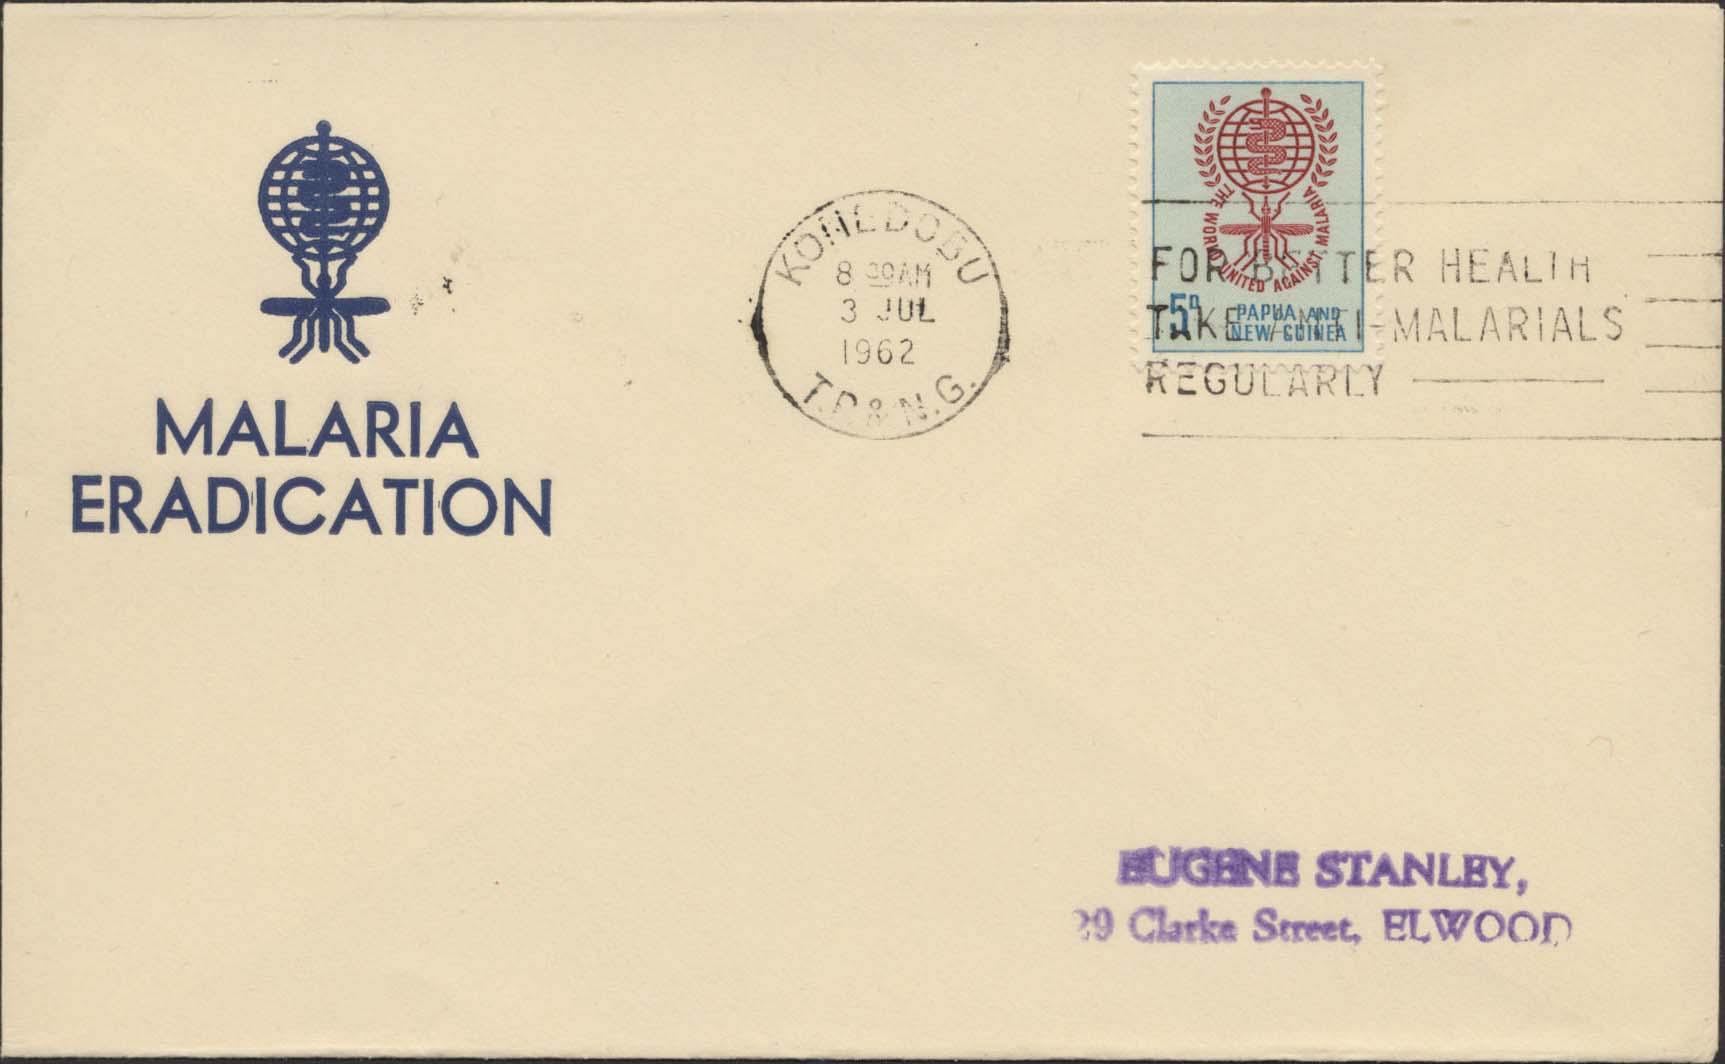 MALARIA
ERADICATION
KONEDOBU
8 30AM
3 JUL
1962
T.P. & N.G.
THE WORLD UNITED AGAINST MALARIA
5D
PAPUA AND
NEW GUINEA
FOR BETTER HEALTH
TAKE ANTI-MALARIALS
REGULARLY
EUGENE STANLEY,
29 Clarke Street, ELWOOD